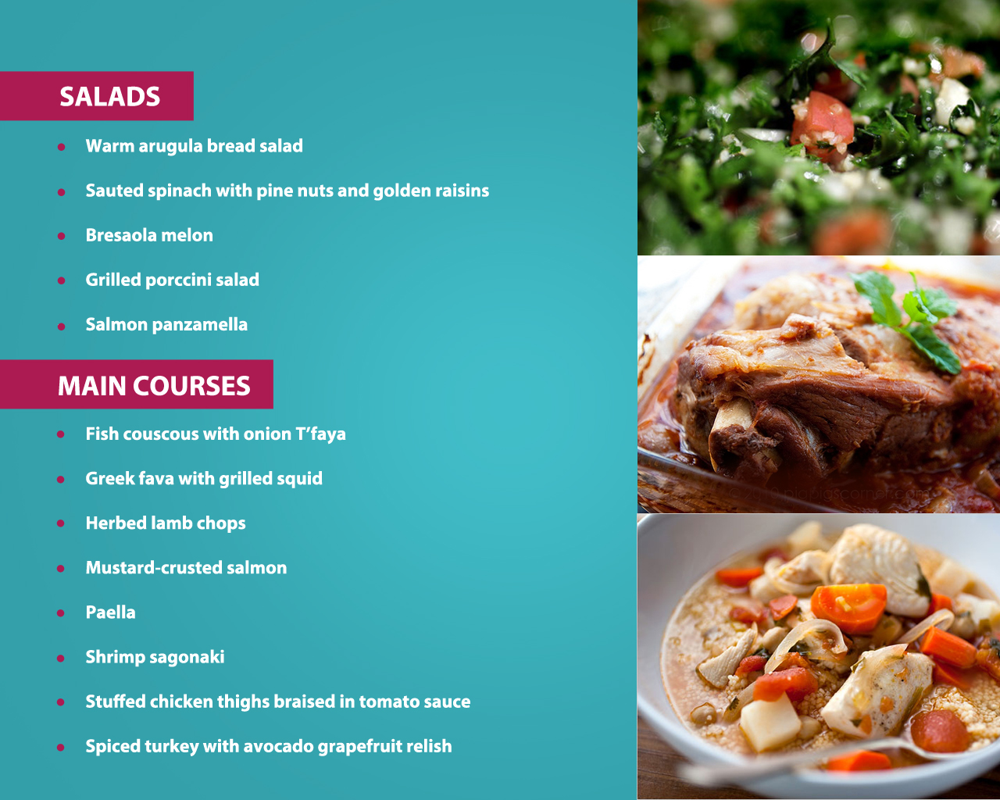 SALADS
Warm arugula bread salad
Sauted spinach with pine nuts and golden raisins
Bresaola melon
Grilled porccini salad
Salmon panzamella
MAIN COURSES
Fish couscous with onion T’faya
Greek fava with grilled squid
Herbed lamb chops
Mustard-crusted salmon
Paella
Shrimp sagonaki
Stuffed chicken thighs braised in tomato sauce
Spiced turkey with avocado grapefruit relish